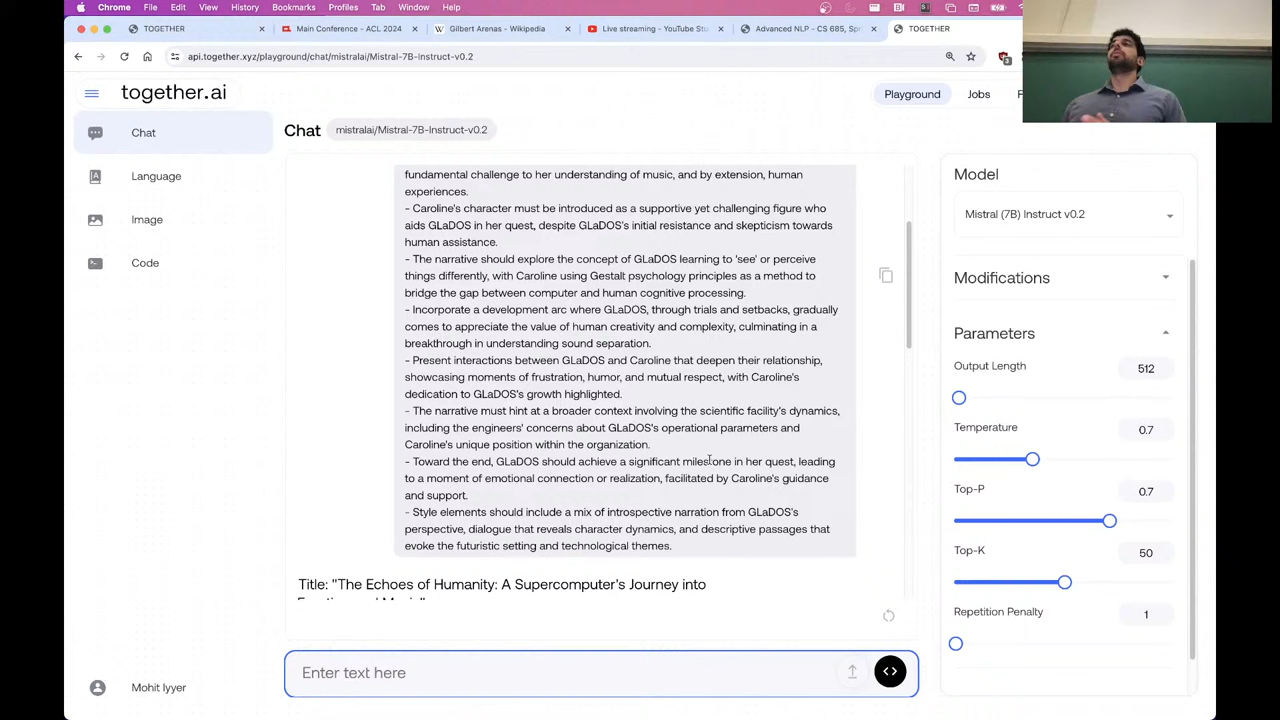 Chrome File Edit View History Bookmarks Profiles Tab Window Help
TOGETHER
Main Conference – ACL 2024
Gilbert Arenas - Wikipedia
Live streaming - YouTube Stu
Advanced NLP - CS 685, Spr
TOGETHER
api.together.xyz/playground/chat/mistralai/Mistral-7B-Instruct-v0.2
together.ai
Playground Jobs
Chat
Language
Image
Code
Mohit Iyyer
Chat mistralai/Mistral-7B-Instruct-v0.2
fundamental challenge to her understanding of music, and by extension, human
experiences.
- Caroline's character must be introduced as a supportive yet challenging figure who
aids GLaDOS in her quest, despite GLaDOS's initial resistance and skepticism towards
human assistance.
- The narrative should explore the concept of GLaDOS learning to 'see' or perceive
things differently, with Caroline using Gestalt psychology principles as a method to
bridge the gap between computer and human cognitive processing.
- Incorporate a development arc where GLaDOS, through trials and setbacks, gradually
comes to appreciate the value of human creativity and complexity, culminating in a
breakthrough in understanding sound separation.
- Present interactions between GLaDOS and Caroline that deepen their relationship,
showcasing moments of frustration, humor, and mutual respect, with Caroline's
dedication to GLaDOS's growth highlighted.
- The narrative must hint at a broader context involving the scientific facility's dynamics,
including the engineers' concerns about GLaDOS's operational parameters and
Caroline's unique position within the organization.
- Toward the end, GLaDOS should achieve a significant milestone in her quest, leading
to a moment of emotional connection or realization, facilitated by Caroline's guidance
and support.
- Style elements should include a mix of introspective narration from GLaDOS's
perspective, dialogue that reveals character dynamics, and descriptive passages that
evoke the futuristic setting and technological themes.
Title: "The Echoes of Humanity: A Supercomputer's Journey into
Enter text here
Model
Mistral (7B) Instruct v0.2
Modifications
Parameters
Output Length 512
Temperature 0.7
Top-P 0.7
Top-K 50
Repetition Penalty 1